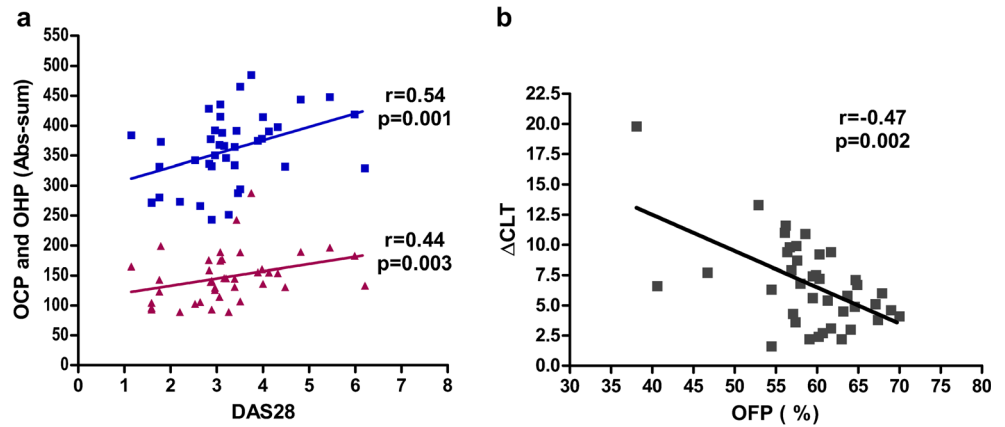 a
OCP and OHP (Abs-sum)
550
500
450
400
350
300
250
200
150
100
50
0
r=0.54
p=0.001
r=0.44
p=0.003
0 1 2 3 4 5 6 7 8
DAS28
b
ΔCLT
22.5
20.0
17.5
15.0
12.5
10.0
7.5
5.0
2.5
0.0
r=-0.47
p=0.002
30 35 40 45 50 55 60 65 70 80
OFP ( %)